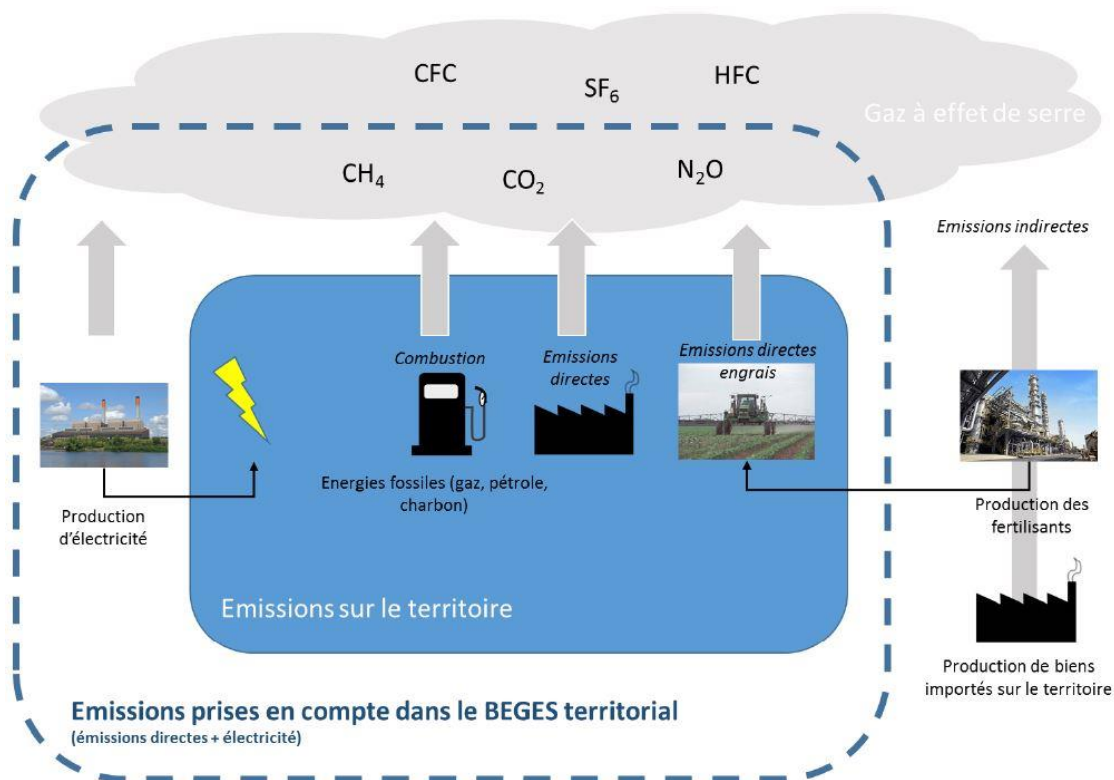 CFC
SF₆
HFC
Gaz à effet de serre
CH₄
CO₂
N₂O
Emissions indirectes
Combustion
Emissions
directes
Emissions directes
engrais
Energies fossiles (gaz, pétrole,
charbon)
Production
d'électricité
Production des
fertilisants
Emissions sur le territoire
Production de biens
importés sur le territoire
Emissions prises en compte dans le BEGES territorial
(émissions directes + électricité)